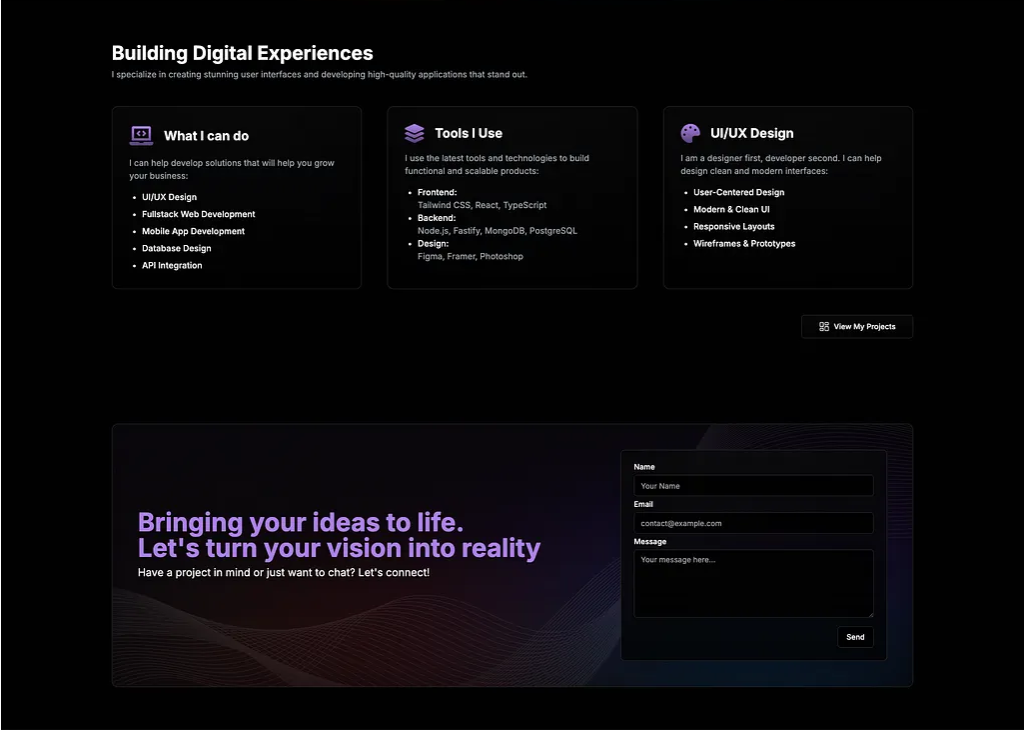 Building Digital Experiences
I specialize in creating stunning user interfaces and developing high-quality applications that stand out.
What I can do
I can help develop solutions that will help you grow
your business:
• UI/UX Design
• Fullstack Web Development
• Mobile App Development
• Database Design
• API Integration
Tools I Use
I use the latest tools and technologies to build
functional and scalable products:
• Frontend:
Tailwind CSS, React, TypeScript
• Backend:
Node.js, Fastify, MongoDB, PostgreSQL
• Design:
Figma, Framer, Photoshop
UI/UX Design
I am a designer first, developer second. I can help
design clean and modern interfaces:
• User-Centered Design
• Modern & Clean UI
• Responsive Layouts
• Wireframes & Prototypes
View My Projects
Bringing your ideas to life.
Let's turn your vision into reality
Have a project in mind or just want to chat? Let's connect!
Name
Your Name
Email
contact@example.com
Message
Your message here...
Send